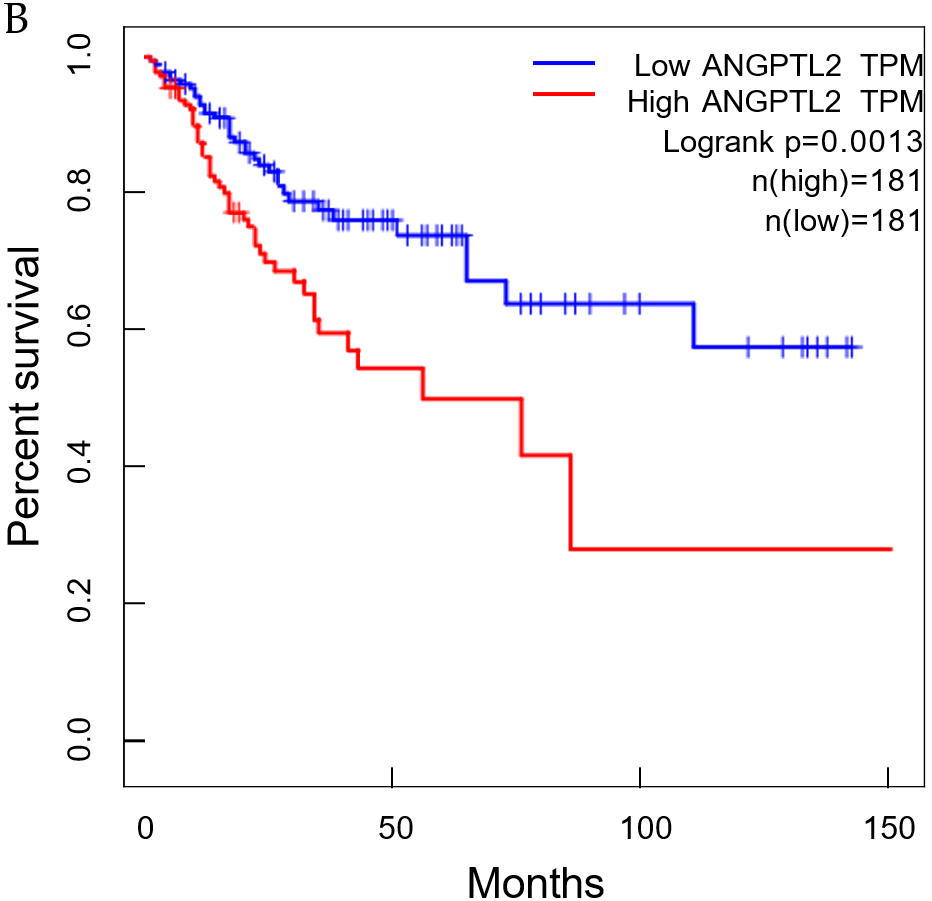 B
Low ANGPTL2 TPM
High ANGPTL2 TPM
Logrank p=0.0013
n(high)=181
n(low)=181
Percent survival
1.0
0.8
0.6
0.4
0.2
0.0
0 50 100 150
Months